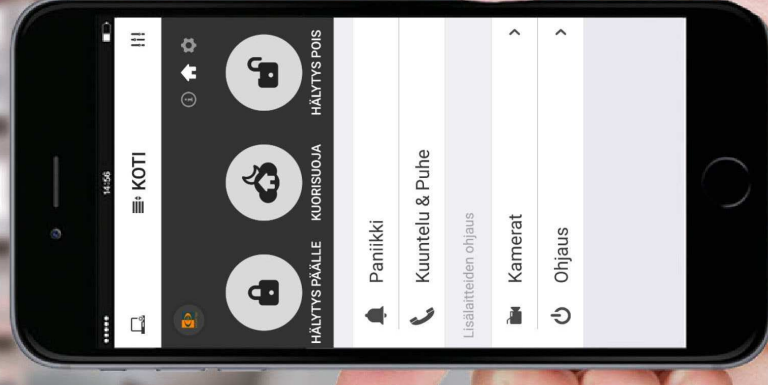 14:56
KOTI
HÄLYTYS PÄÄLLE
KUORISUOJA
HÄLYTYS POIS
Paniikki
Kuuntelu & Puhe
Lisälaitteiden ohjaus
Kamerat
Ohjaus